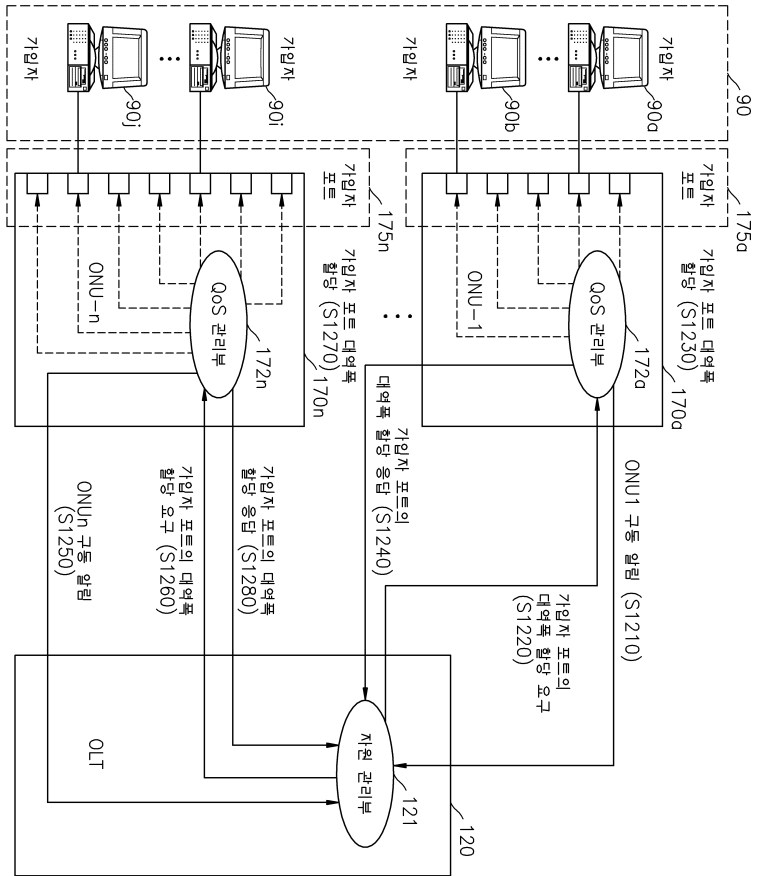 90
가입자
90a
90b
가입자
가입자
90i
90j
가입자
가입자
포트
175a
가입자
포트
175n
가입자 포트 대역폭
할당 (S1230)
170a
172a
QoS 관리부
ONU-1
가입자 포트 대역폭
할당 (S1270)
170n
172n
QoS 관리부
ONU-n
ONU1 구동 알림 (S1210)
가입자 포트의
대역폭 할당 요구
(S1220)
가입자 포트의
대역폭 할당 응답 (S1240)
가입자 포트의 대역폭
할당 응답 (S1280)
가입자 포트의 대역폭
할당 요구 (S1260)
ONUn 구동 알림
(S1250)
120
121
자원 관리부
OLT